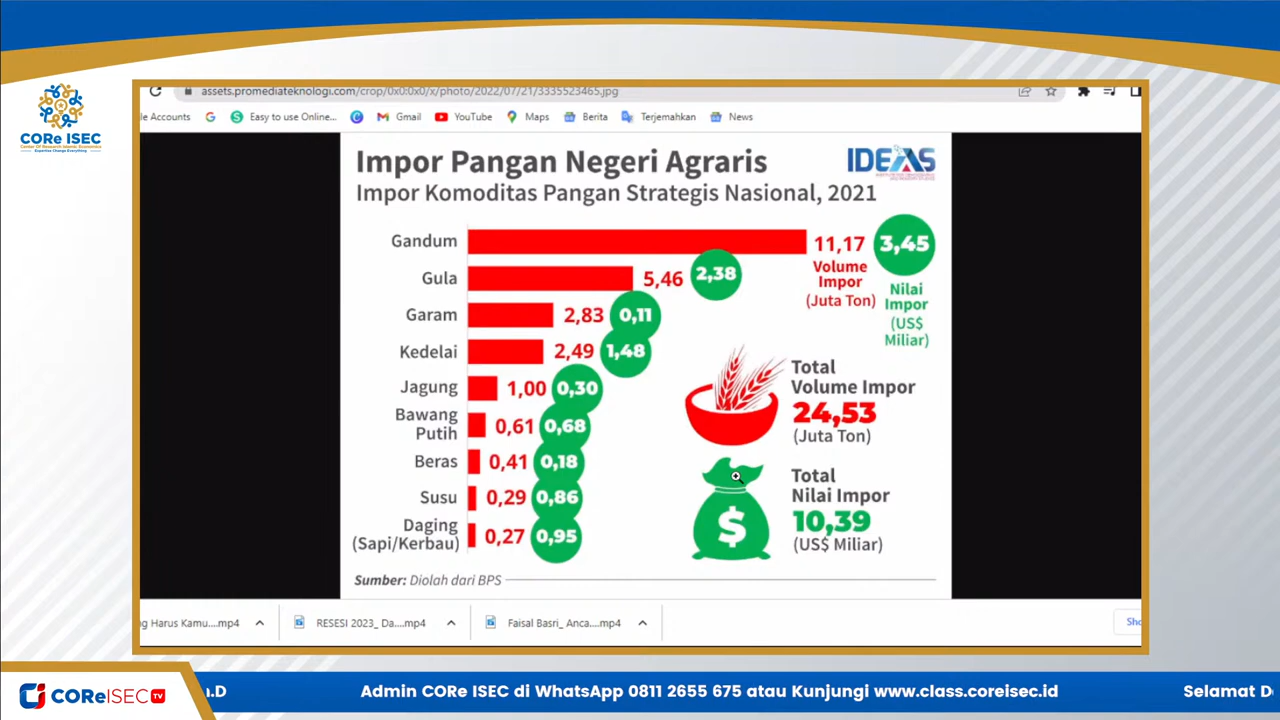 assets.promediateknologi.com/crop/0x0:0x0/x/photo/2022/07/21/3335523465.jpg
le Accounts
Easy to use Online...
Gmail
YouTube
Maps
Berita
Terjemahkan
News
CORe ISEC
Expertise Change Everything
Impor Pangan Negeri Agraris
IDEAS
Impor Komoditas Pangan Strategis Nasional, 2021
Gandum 11,17 3,45
Volume
Impor
(Juta Ton)
Nilai
Impor
(US$
Miliar)
Gula 5,46 2,38
Garam 2,83 0,11
Kedelai 2,49 1,48
Jagung 1,00 0,30
Bawang
Putih 0,61 0,68
Beras 0,41 0,18
Susu 0,29 0,86
Daging
(Sapi/Kerbau) 0,27 0,95
Total
Volume Impor
24,53
(Juta Ton)
$
Total
Nilai Impor
10,39
(US$ Miliar)
Sumber: Diolah dari BPS
g Harus Kamu....mp4
RESESI 2023_ Da....mp4
Faisal Basri_ Anca....mp4
Sho
CORe ISEC TV
.D
Admin CORe ISEC di WhatsApp 0811 2655 675 atau Kunjungi www.class.coreisec.id
Selamat D